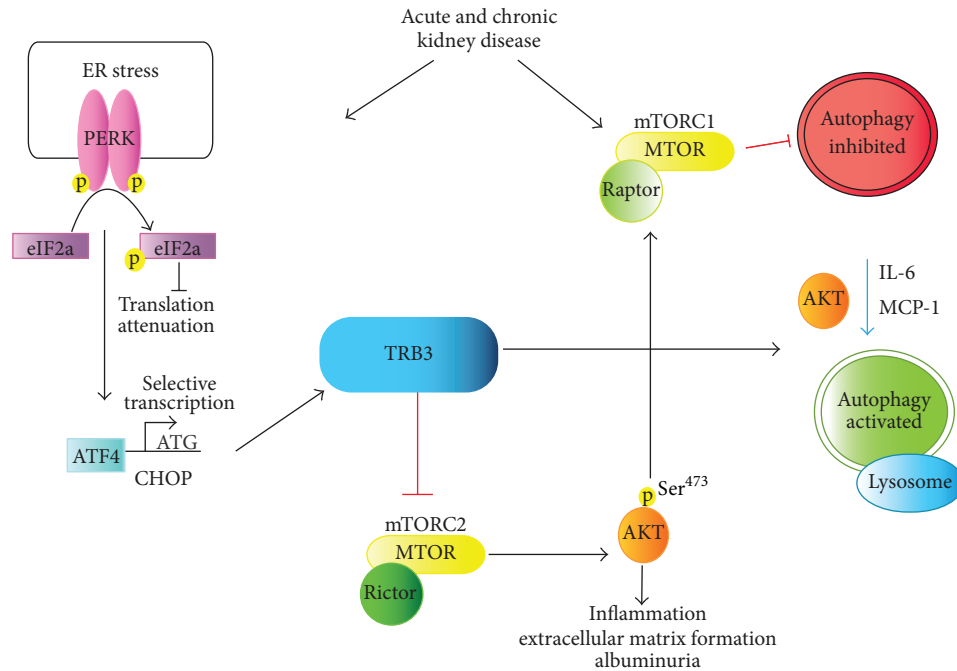 Acute and chronic
kidney disease
ER stress
PERK
p
p
eIF2a
p
eIF2a
Translation
attenuation
Selective
transcription
ATG
ATF4
CHOP
TRB3
mTORC1
MTOR
Raptor
Autophagy
inhibited
AKT
IL-6
MCP-1
Autophagy
activated
Lysosome
mTORC2
MTOR
Rictor
p Ser473
AKT
Inflammation
extracellular matrix formation
albuminuria